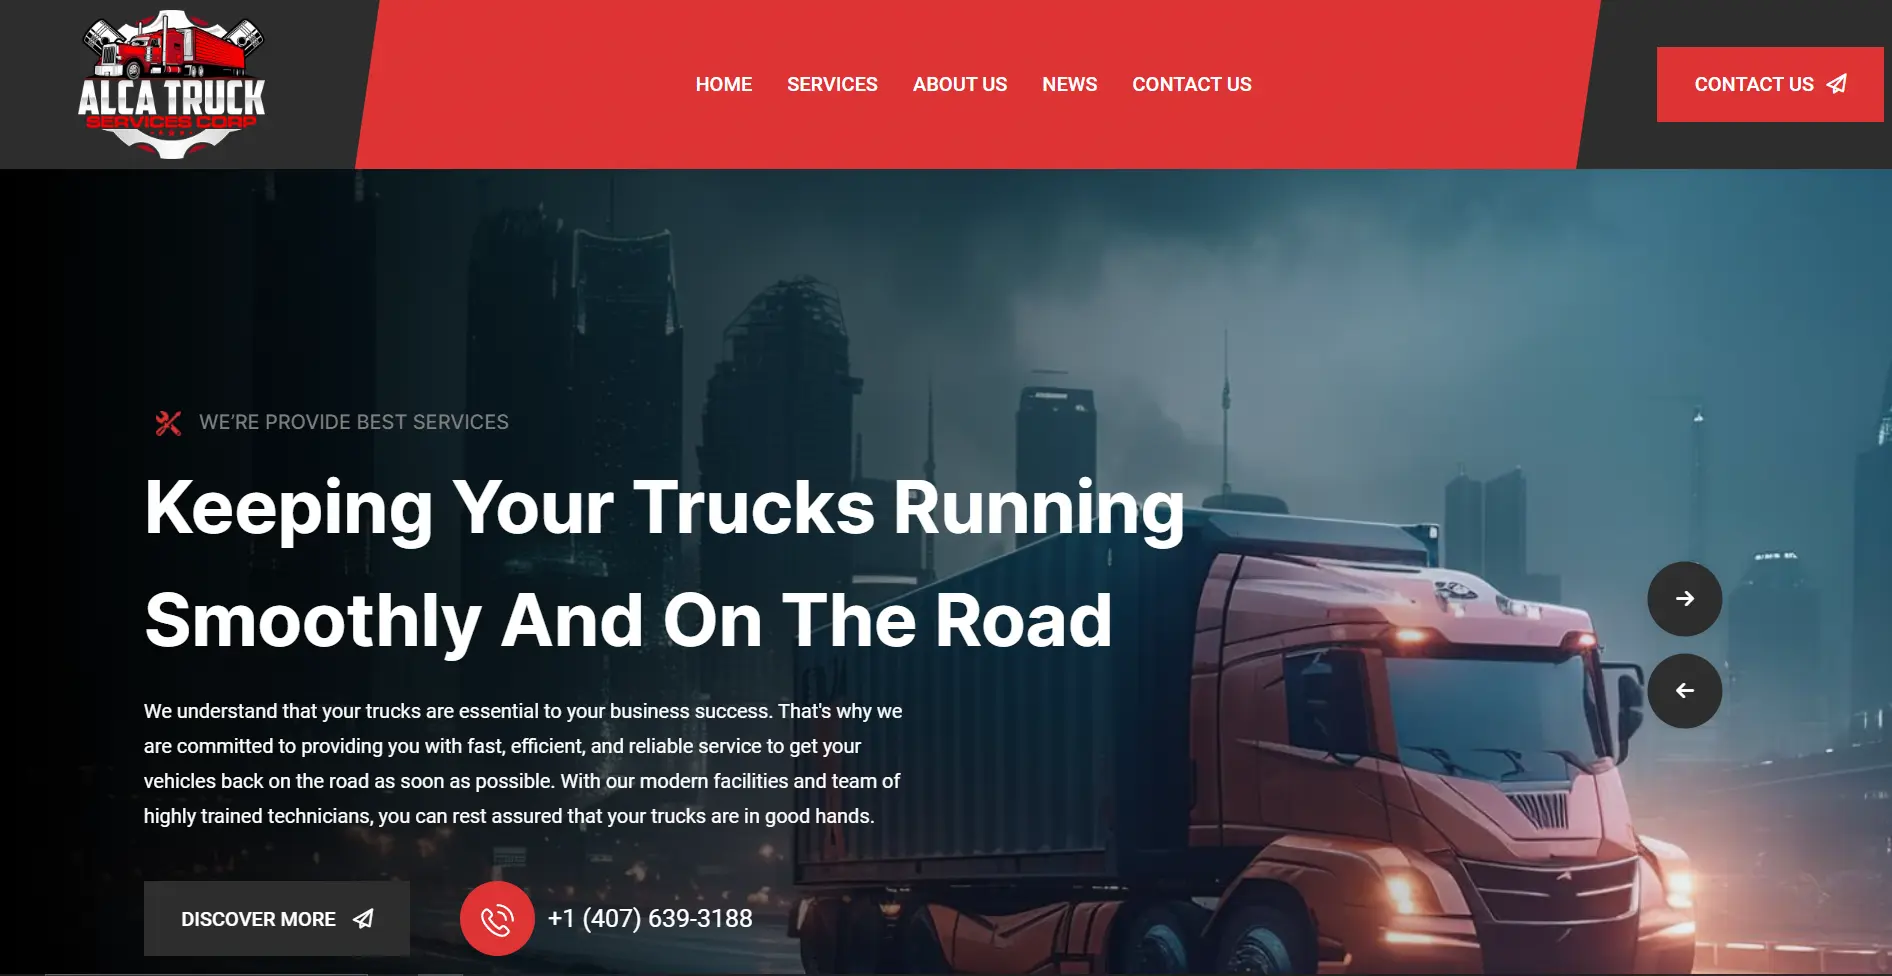 ALCA TRUCK
SERVICES CORP
HOME SERVICES ABOUT US NEWS CONTACT US
CONTACT US
WE'RE PROVIDE BEST SERVICES
Keeping Your Trucks Running
Smoothly And On The Road
We understand that your trucks are essential to your business success. That's why we
are committed to providing you with fast, efficient, and reliable service to get your
vehicles back on the road as soon as possible. With our modern facilities and team of
highly trained technicians, you can rest assured that your trucks are in good hands.
DISCOVER MORE
+1 (407) 639-3188